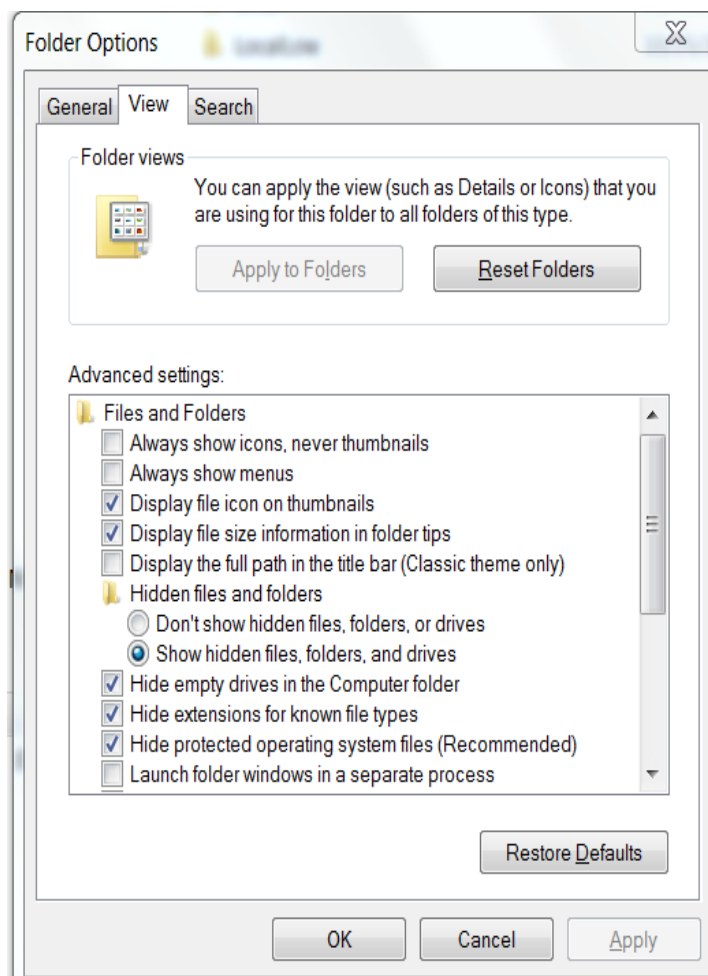 Folder Options
General View Search
Folder views
You can apply the view (such as Details or Icons) that you
are using for this folder to all folders of this type.
Apply to Folders Reset Folders
Advanced settings:
Files and Folders
Always show icons, never thumbnails
Always show menus
Display file icon on thumbnails
Display file size information in folder tips
Display the full path in the title bar (Classic theme only)
Hidden files and folders
Don't show hidden files, folders, or drives
Show hidden files, folders, and drives
Hide empty drives in the Computer folder
Hide extensions for known file types
Hide protected operating system files (Recommended)
Launch folder windows in a separate process
Restore Defaults
OK Cancel Apply